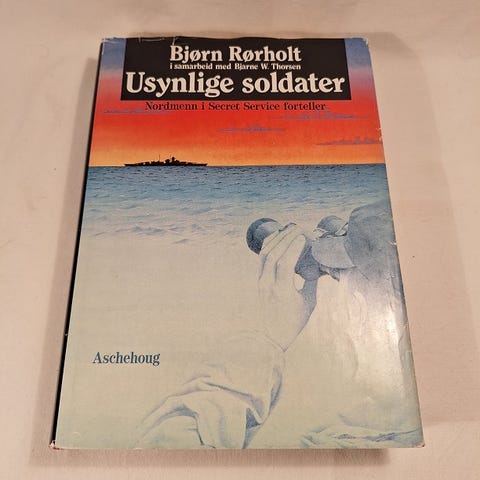 Bjørn Rørholt
i samarbeid med Bjarne W. Thorsen
Usynlige soldater
Nordmenn i Secret Service forteller
Aschehoug